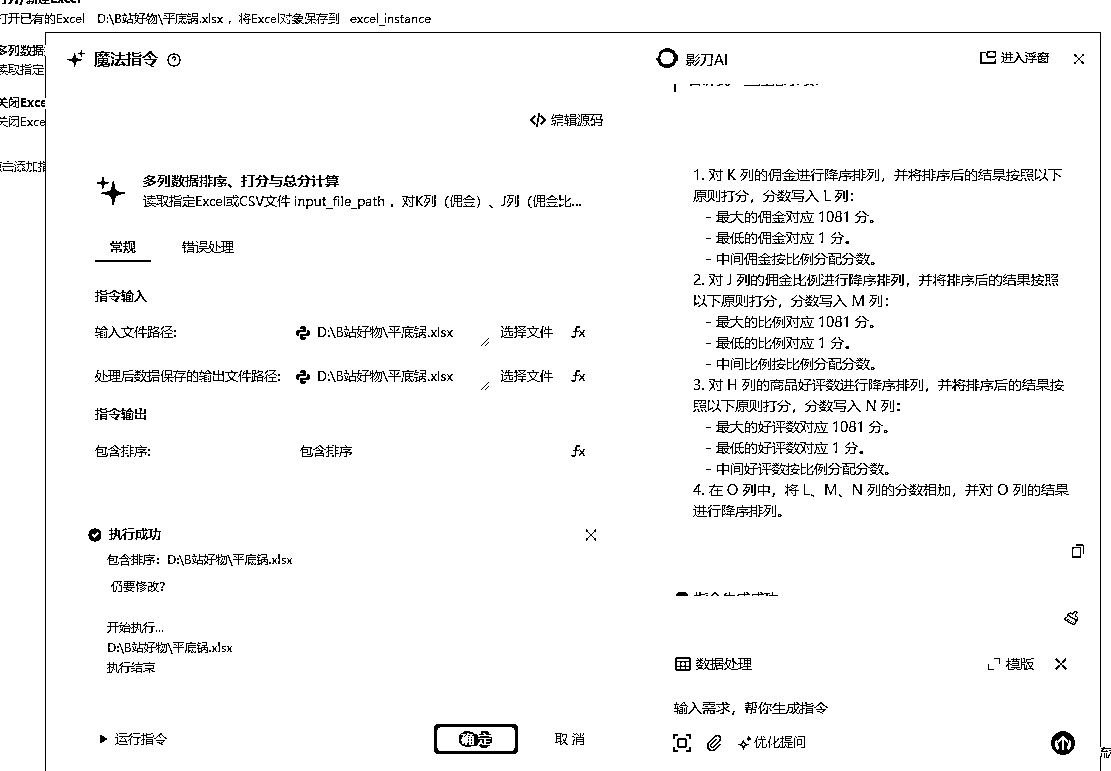 打开已有的Excel D:\B站好物\平底锅.xlsx ，将Excel对象保存到 excel_instance
多列数据
读取指定
关闭Exce
关闭Exce
魔法指令
影刀AI
进入浮窗
编辑源码
多列数据排序、打分与总分计算
读取指定Excel或CSV文件 input_file_path ，对K列（佣金）、J列（佣金比...
常规 错误处理
指令输入
输入文件路径: D:\B站好物\平底锅.xlsx 选择文件 fx
处理后数据保存的输出文件路径: D:\B站好物\平底锅.xlsx 选择文件 fx
指令输出
包含排序: 包含排序 fx
执行成功
包含排序: D:\B站好物\平底锅.xlsx
仍要修改?
开始执行...
D:\B站好物\平底锅.xlsx
执行结束
运行指令
确定
取消
1. 对 K 列的佣金进行降序排列，并将排序后的结果按照以下
原则打分，分数写入 L 列：
- 最大的佣金对应 1081 分。
- 最低的佣金对应 1 分。
- 中间佣金按比例分配分数。
2. 对 J 列的佣金比例进行降序排列，并将排序后的结果按照
以下原则打分，分数写入 M 列：
- 最大的比例对应 1081 分。
- 最低的比例对应 1 分。
- 中间比例按比例分配分数。
3. 对 H 列的商品好评数进行降序排列，并将排序后的结果按
照以下原则打分，分数写入 N 列：
- 最大的好评数对应 1081 分。
- 最低的好评数对应 1 分。
- 中间好评数按比例分配分数。
4. 在 O 列中，将 L、M、N 列的分数相加，并对 O 列的结果
进行降序排列。
指令生成成功
数据处理
模版
输入需求，帮你生成指令
优化提问